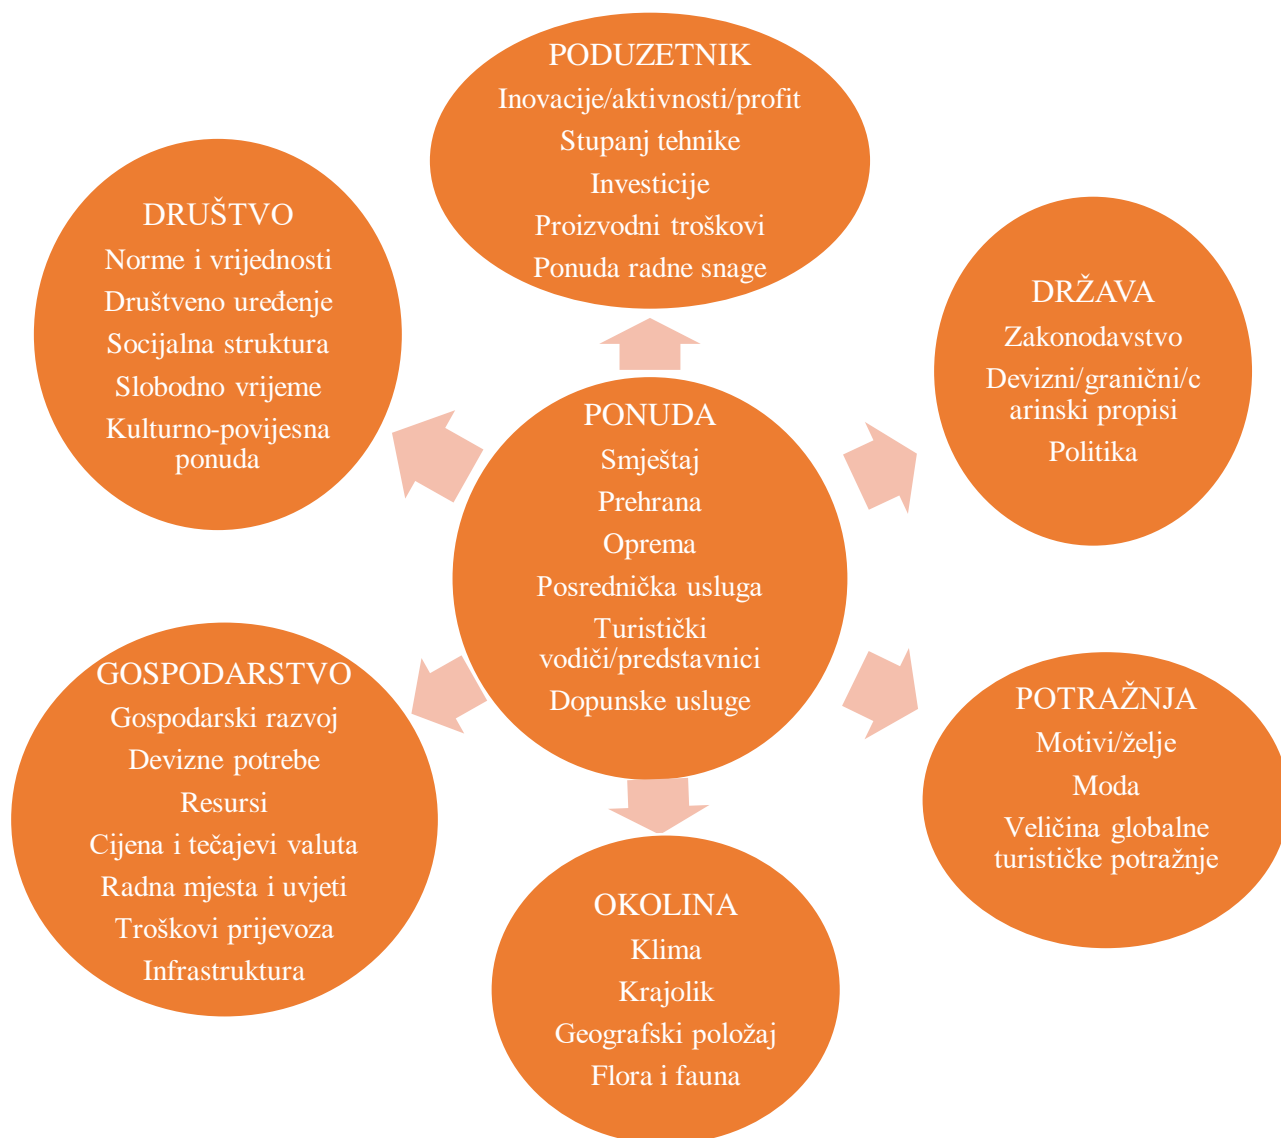 PODUZETNIK
Inovacije/aktivnosti/profit
Stupanj tehnike
Investicije
Proizvodni troškovi
Ponuda radne snage
DRUŠTVO
Norme i vrijednosti
Društveno uređenje
Socijalna struktura
Slobodno vrijeme
Kulturno-povijesna
ponuda
DRŽAVA
Zakonodavstvo
Devizni/granični/c
arinski propisi
Politika
PONUDA
Smještaj
Prehrana
Oprema
Posrednička usluga
Turistički
vodiči/predstavnici
Dopunske usluge
GOSPODARSTVO
Gospodarski razvoj
Devizne potrebe
Resursi
Cijena i tečajevi valuta
Radna mjesta i uvjeti
Troškovi prijevoza
Infrastruktura
POTRAŽNJA
Motivi/želje
Moda
Veličina globalne
turističke potražnje
OKOLINA
Klima
Krajolik
Geografski položaj
Flora i fauna